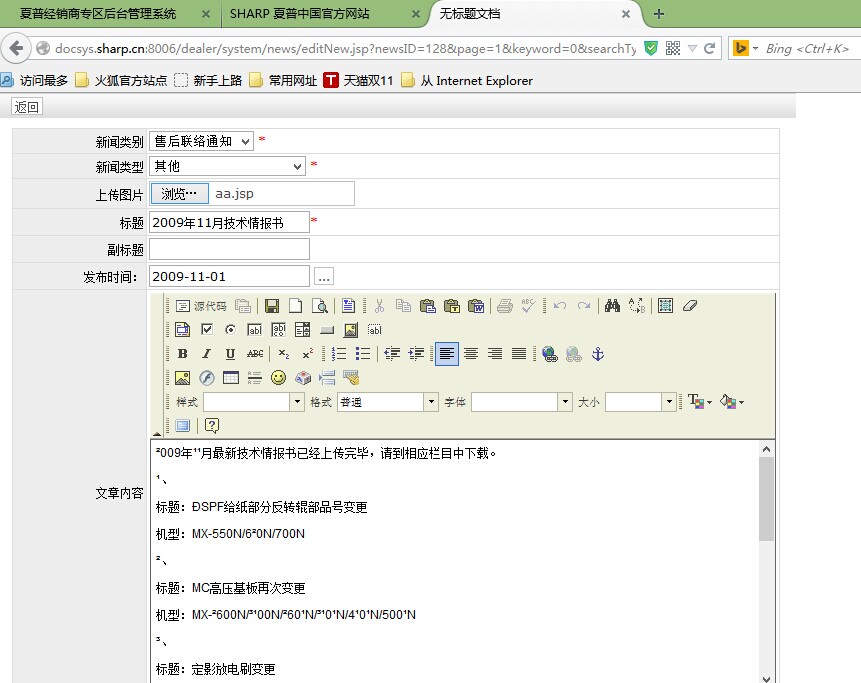 夏普经销商专区后台管理系统 SHARP 夏普中国官方网站 无标题文档
docsys.sharp.cn:8006/dealer/system/news/editNew.jsp?newsID=128&page=1&keyword=0&searchTy Bing <Ctrl+K>
访问最多 火狐官方站点 新手上路 常用网址 天猫双11 从 Internet Explorer
返回
新闻类别 售后联络通知 *
新闻类型 其他 *
上传图片 浏览… aa.jsp
标题 2009年11月技术情报书 *
副标题
发布时间: 2009-11-01 ...
源代码
样式 格式 普通 字体 大小
文章内容
²009年¹¹月最新技术情报书已经上传完毕，请到相应栏目中下载。
¹、
标题：ÐSPF给纸部分反转辊部品号变更
机型：MX-550N/6²0N/700N
²、
标题：MC高压基板再次变更
机型：MX-²600N/³¹00N/²60¹N/³¹0¹N/4¹0¹N/500¹N
³、
标题：定影放电刷变更